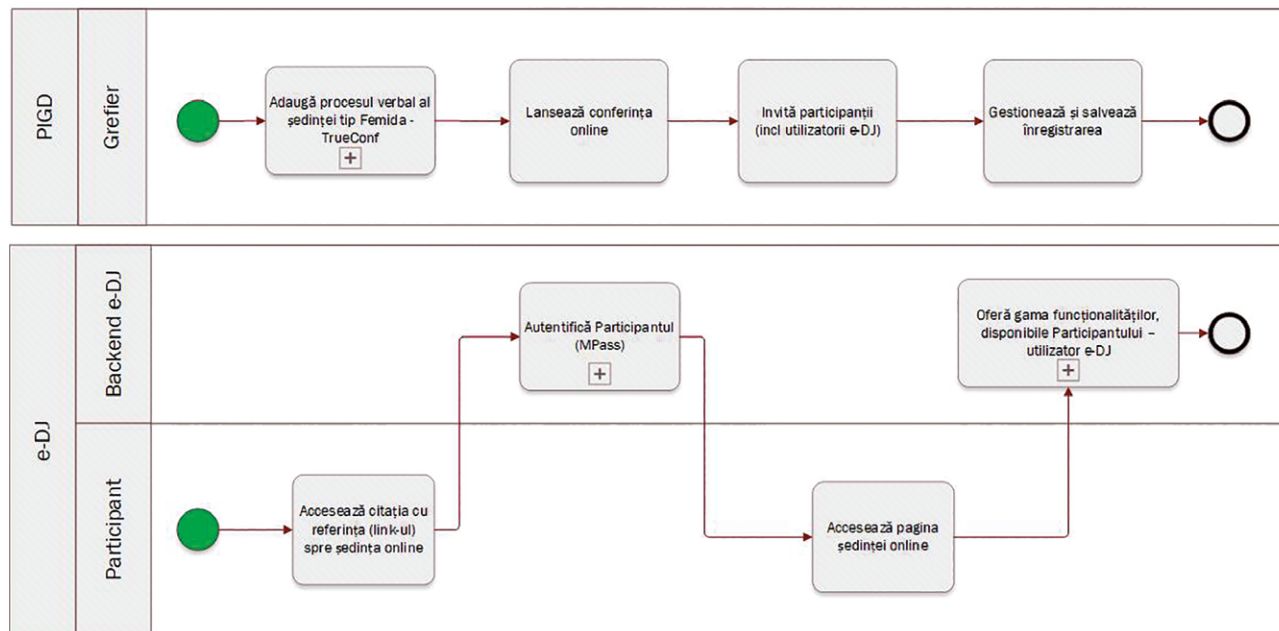 PIGD
Grefier
Adaugă procesul verbal al
ședinței tip Femida -
TrueConf
Lansează conferința
online
Invită participanții
(incl utilizatorii e-DJ)
Gestionează și salvează
înregistrarea
e-DJ
Backend e-DJ
Autentifică Participantul
(MPass)
Oferă gama funcționalităților,
disponibile Participantului –
utilizator e-DJ
Participant
Accesează citația cu
referința (link-ul)
spre ședința online
Accesează pagina
ședinței online